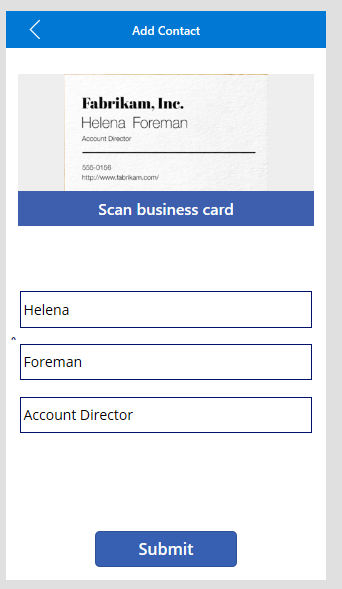 Add Contact
Fabrikam, Inc.
Helena Foreman
Account Director
555-0156
http://www.fabrikam.com/
Scan business card
Helena
Foreman
Account Director
Submit